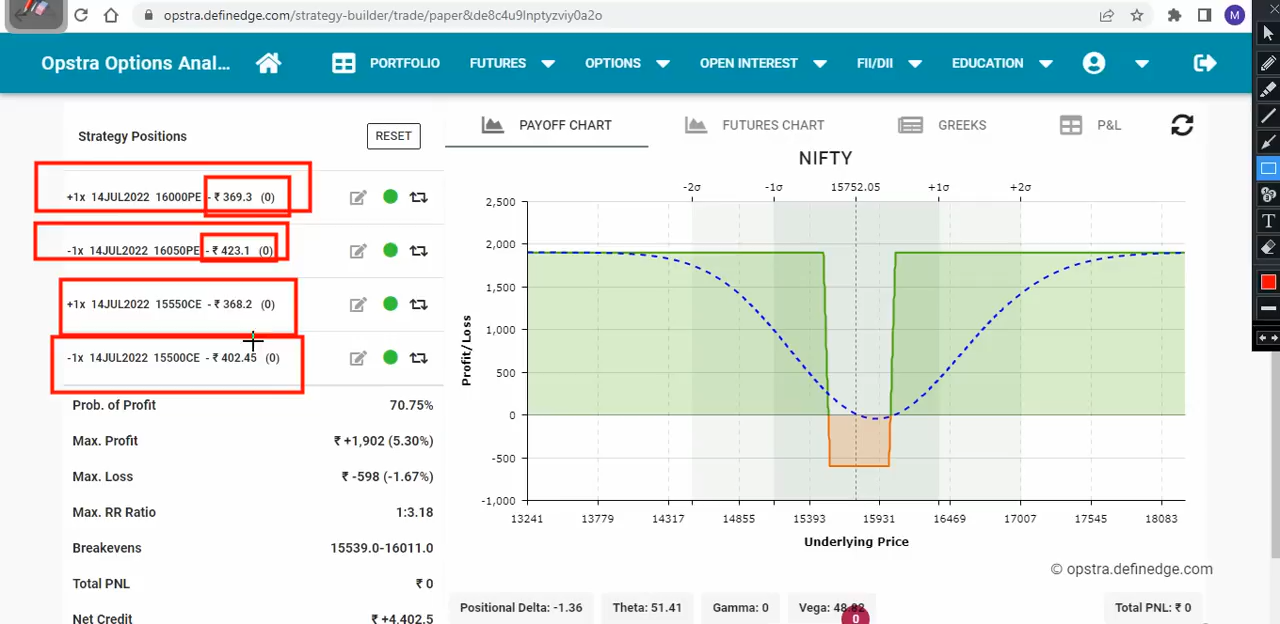 opstra.definedge.com/strategy-builder/trade/paper&de8c4u9lnptyzviy0a2o
M
Opstra Options Anal... PORTFOLIO FUTURES OPTIONS OPEN INTEREST FII/DII EDUCATION
Strategy Positions RESET
PAYOFF CHART FUTURES CHART GREEKS P&L
NIFTY
-2σ -1σ 15752.05 +1σ +2σ
+1x 14JUL2022 16000PE - ₹ 369.3 (0)
-1x 14JUL2022 16050PE - ₹ 423.1 (0)
+1x 14JUL2022 15550CE - ₹ 368.2 (0)
-1x 14JUL2022 15500CE - ₹ 402.45 (0)
Prob. of Profit 70.75%
Max. Profit ₹ +1,902 (5.30%)
Max. Loss ₹ -598 (-1.67%)
Max. RR Ratio 1:3.18
Breakevens 15539.0-16011.0
Total PNL ₹ 0
Net Credit ₹ +4,402.5
Profit/Loss
2,500
2,000
1,500
1,000
500
0
-500
-1,000
13241 13779 14317 14855 15393 15931 16469 17007 17545 18083
Underlying Price
© opstra.definedge.com
Positional Delta: -1.36 Theta: 51.41 Gamma: 0 Vega: 48.82 Total PNL: ₹ 0
0
T